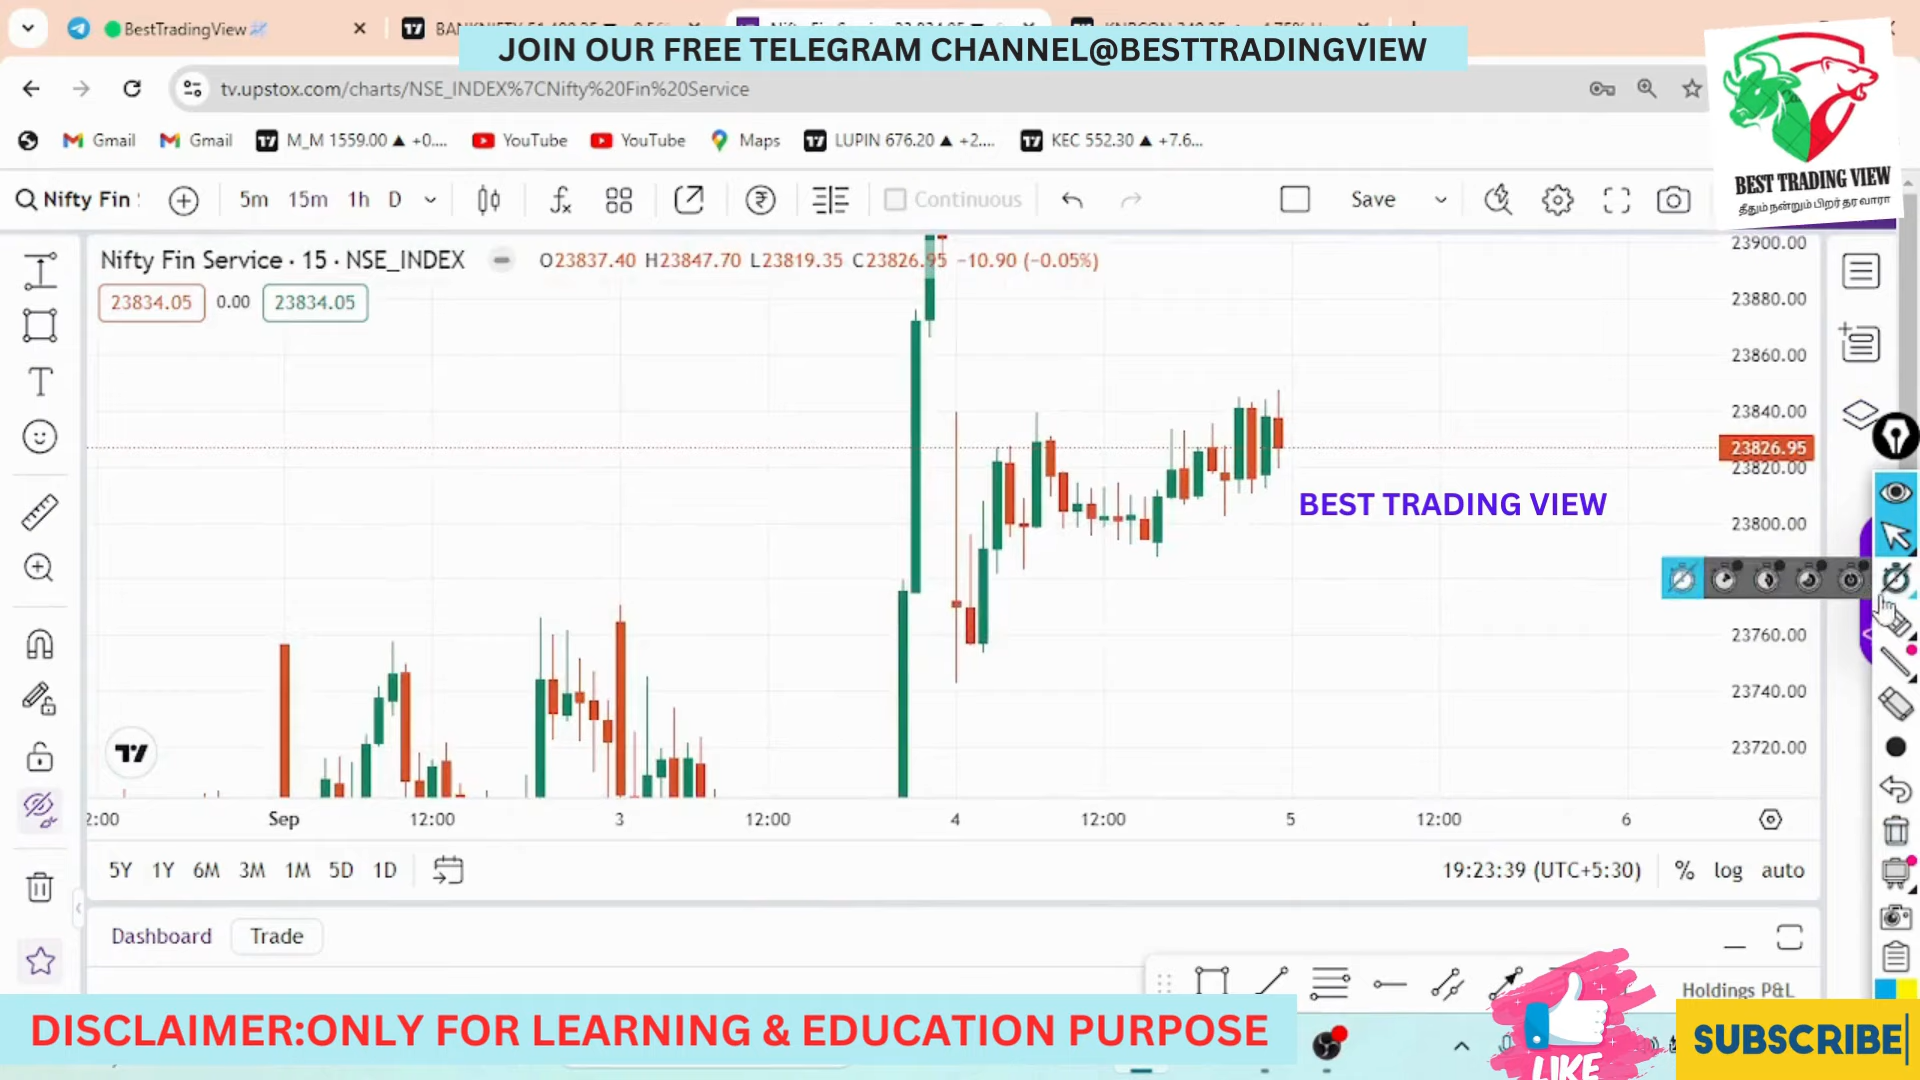 BestTradingView
JOIN OUR FREE TELEGRAM CHANNEL@BESTTRADINGVIEW
tv.upstox.com/charts/NSE_INDEX%7CNifty%20Fin%20Service
Gmail
Gmail
M_M 1559.00 ▲ +0....
YouTube
YouTube
Maps
LUPIN 676.20 ▲ +2....
KEC 552.30 ▲ +7.6...
BEST TRADING VIEW
தீதும் நன்றும் பிறர் தர வாரா
Nifty Fin
5m 15m 1h D
Continuous
Save
Nifty Fin Service · 15 · NSE_INDEX
O23837.40 H23847.70 L23819.35 C23826.95 −10.90 (−0.05%)
23834.05 0.00 23834.05
23900.00
23880.00
23860.00
23840.00
23826.95
23820.00
23800.00
23760.00
23740.00
23720.00
BEST TRADING VIEW
2:00 Sep 12:00 3 12:00 4 12:00 5 12:00 6
5Y 1Y 6M 3M 1M 5D 1D
19:23:39 (UTC+5:30) % log auto
Dashboard Trade
Holdings P&L
DISCLAIMER:ONLY FOR LEARNING & EDUCATION PURPOSE
LIKE
SUBSCRIBE